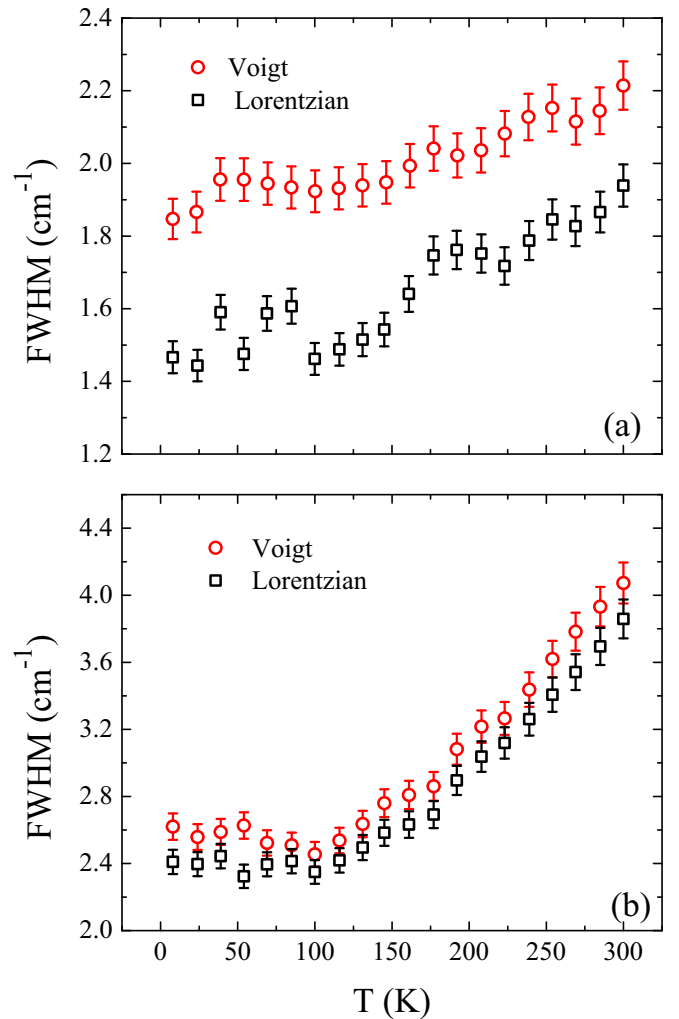 2.4
2.2
2.0
1.8
1.6
1.4
1.2
FWHM (cm⁻¹)
Voigt
Lorentzian
(a)
4.4
4.0
3.6
3.2
2.8
2.4
2.0
FWHM (cm⁻¹)
Voigt
Lorentzian
(b)
0 50 100 150 200 250 300
T (K)